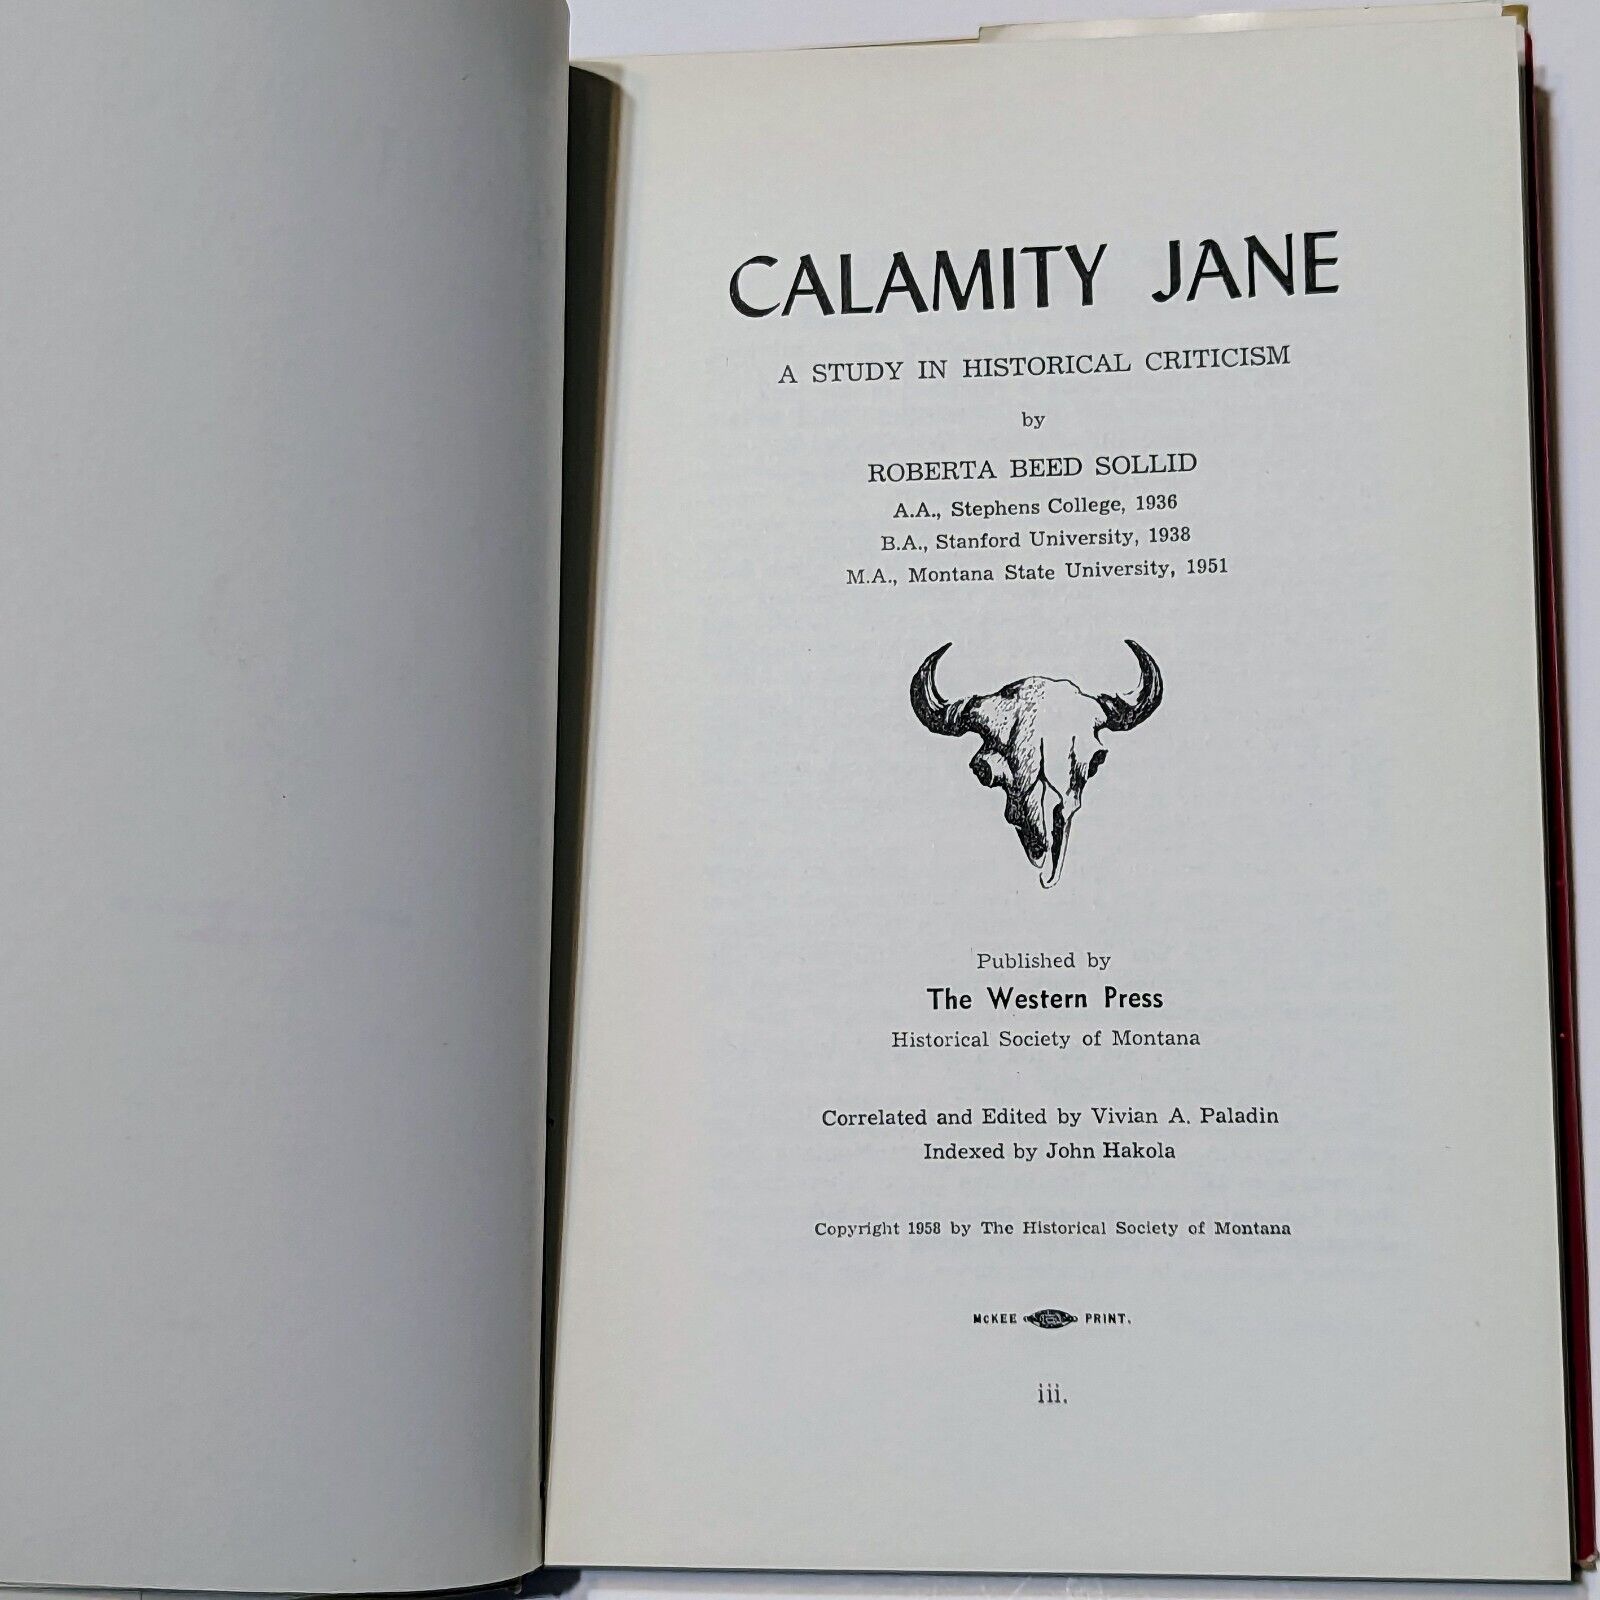 CALAMITY JANE
A STUDY IN HISTORICAL CRITICISM
by
ROBERTA BEED SOLLID
A.A., Stephens College, 1936
B.A., Stanford University, 1938
M.A., Montana State University, 1951
Published by
The Western Press
Historical Society of Montana
Correlated and Edited by Vivian A. Paladin
Indexed by John Hakola
Copyright 1958 by The Historical Society of Montana
MCKEE PRINT.
iii.